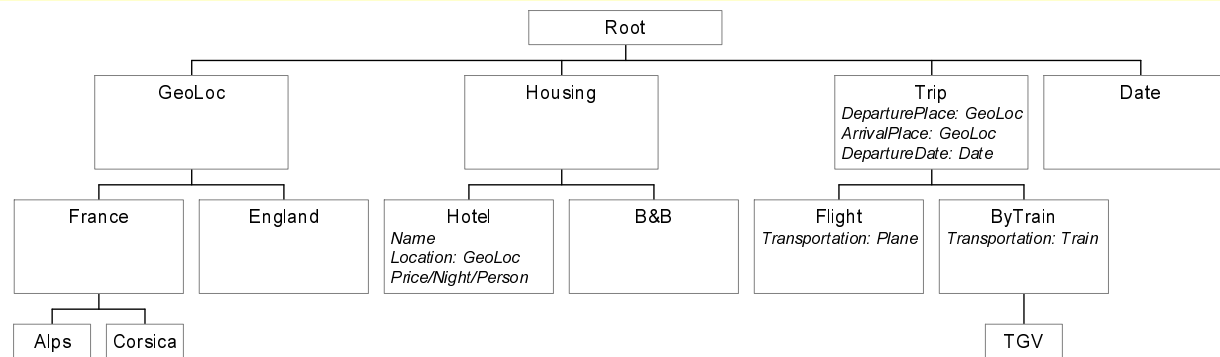 Root
GeoLoc
Housing
Trip
DeparturePlace: GeoLoc
ArrivalPlace: GeoLoc
DepartureDate: Date
Date
France
England
Hotel
Name
Location: GeoLoc
Price/Night/Person
B&B
Flight
Transportation: Plane
ByTrain
Transportation: Train
Alps
Corsica
TGV